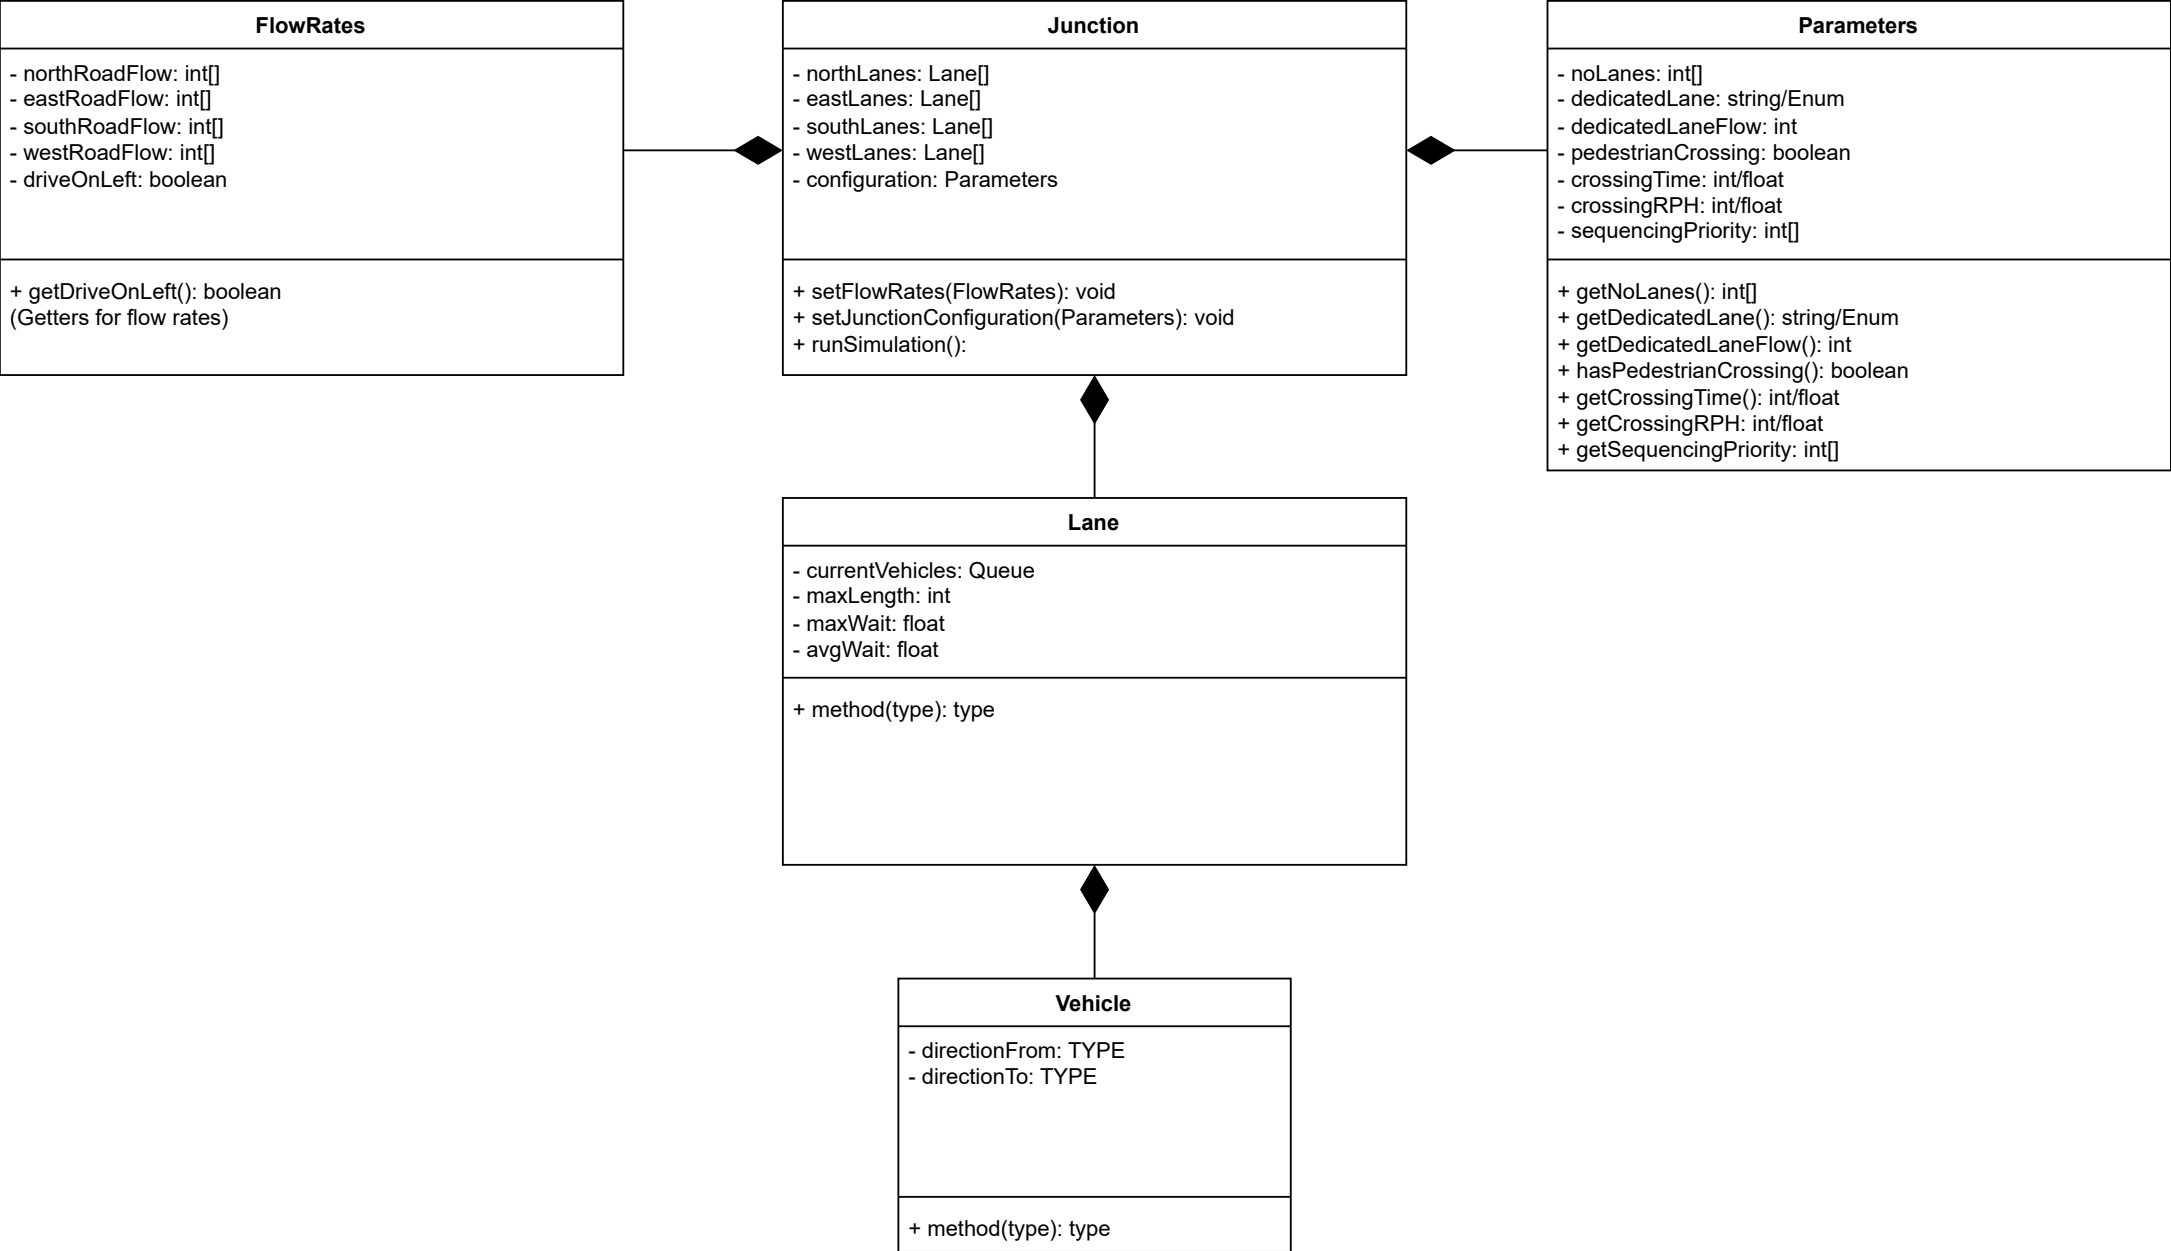 FlowRates
- northRoadFlow: int[]
- eastRoadFlow: int[]
- southRoadFlow: int[]
- westRoadFlow: int[]
- driveOnLeft: boolean
+ getDriveOnLeft(): boolean
(Getters for flow rates)
Junction
- northLanes: Lane[]
- eastLanes: Lane[]
- southLanes: Lane[]
- westLanes: Lane[]
- configuration: Parameters
+ setFlowRates(FlowRates): void
+ setJunctionConfiguration(Parameters): void
+ runSimulation():
Parameters
- noLanes: int[]
- dedicatedLane: string/Enum
- dedicatedLaneFlow: int
- pedestrianCrossing: boolean
- crossingTime: int/float
- crossingRPH: int/float
- sequencingPriority: int[]
+ getNoLanes(): int[]
+ getDedicatedLane(): string/Enum
+ getDedicatedLaneFlow(): int
+ hasPedestrianCrossing(): boolean
+ getCrossingTime(): int/float
+ getCrossingRPH: int/float
+ getSequencingPriority: int[]
Lane
- currentVehicles: Queue
- maxLength: int
- maxWait: float
- avgWait: float
+ method(type): type
Vehicle
- directionFrom: TYPE
- directionTo: TYPE
+ method(type): type